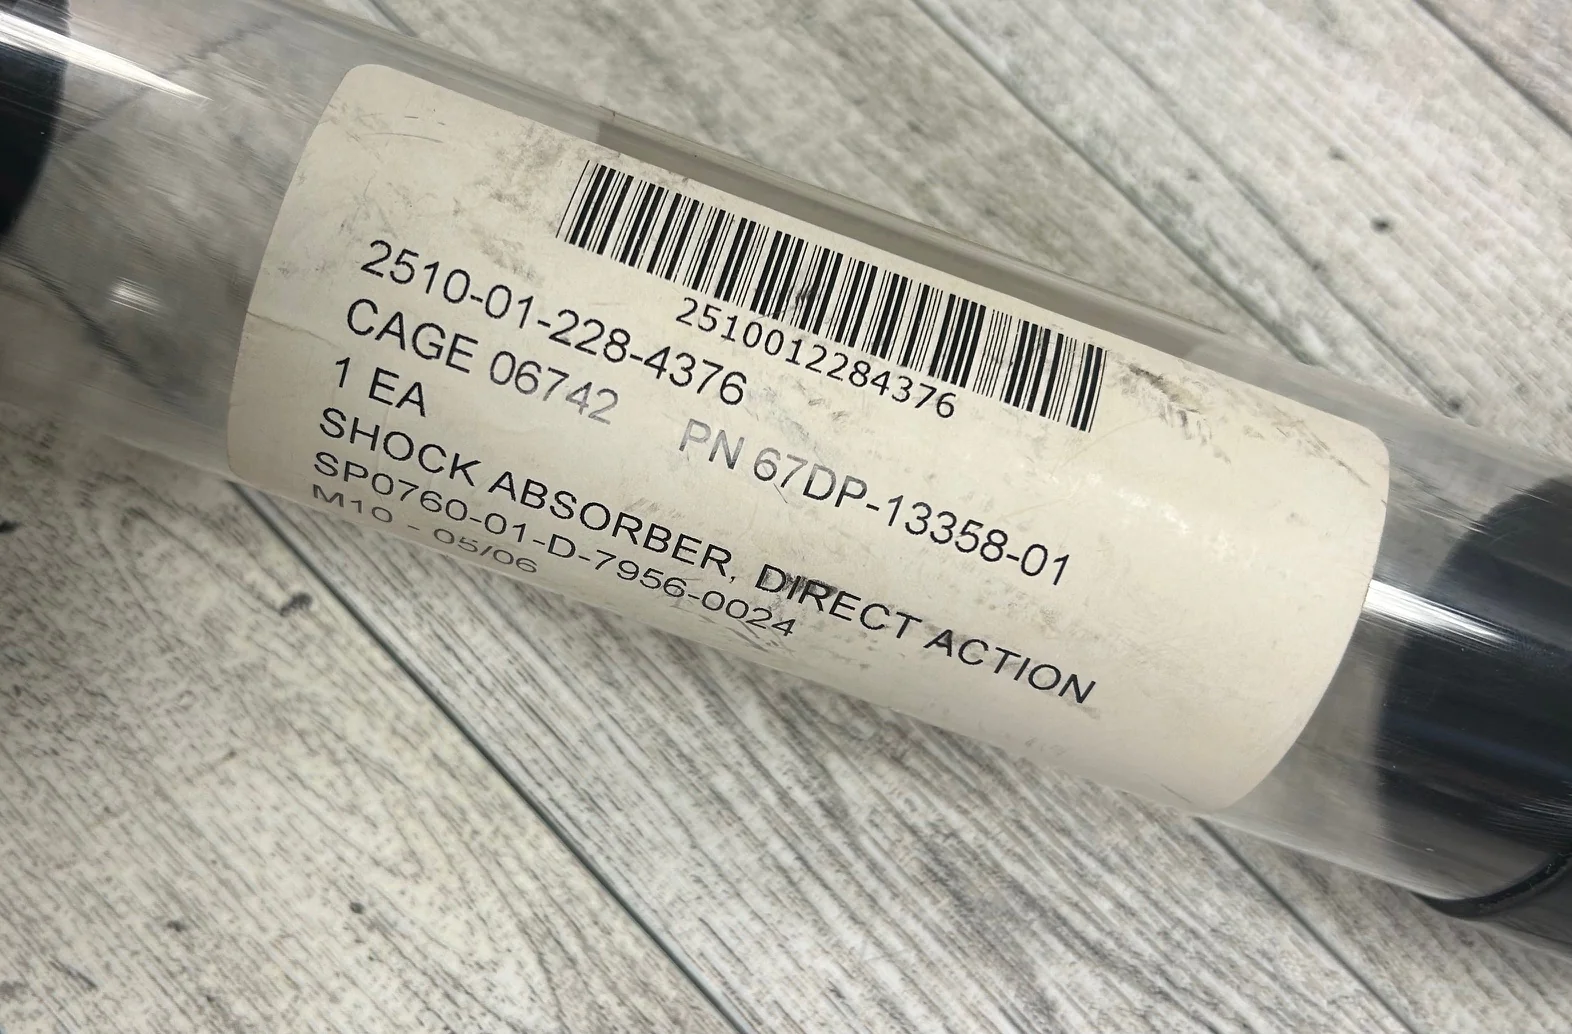 2510012284376
2510-01-228-4376
CAGE 06742 PN 67DP-13358-01
1 EA
SHOCK ABSORBER, DIRECT ACTION
SP0760-01-D-7956-0024
M10 - 05/06